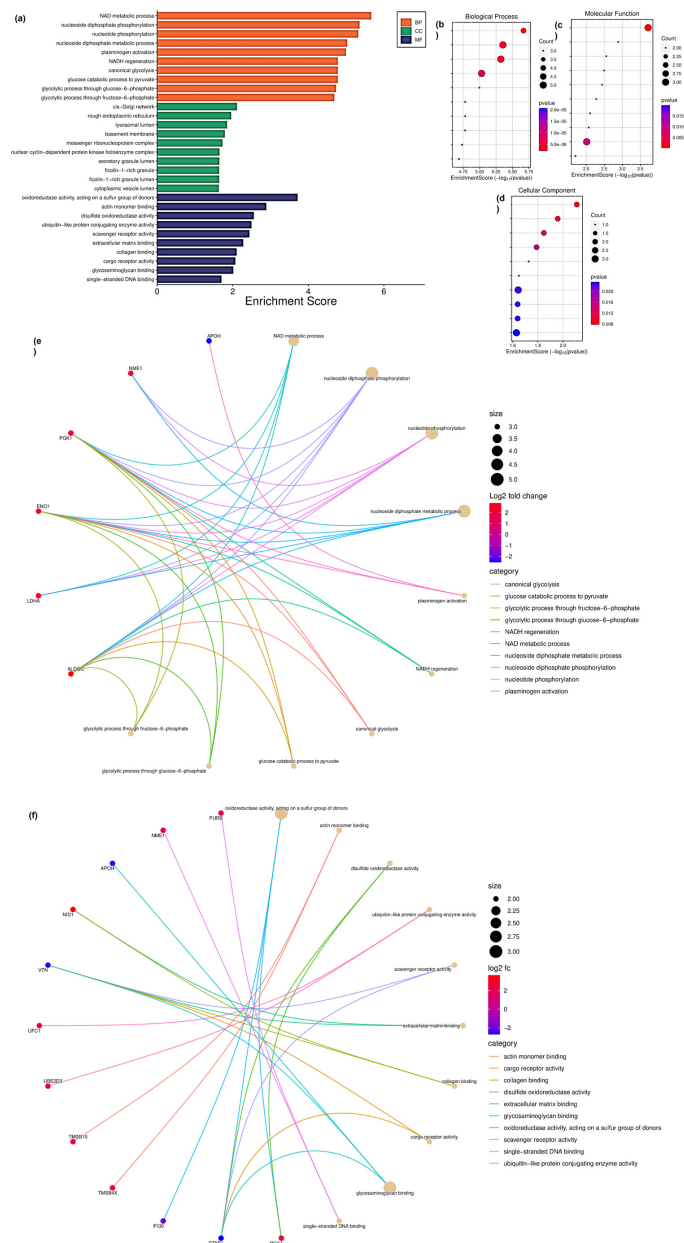 (a)
NAD metabolic process
nucleoside diphosphate phosphorylation
nucleotide phosphorylation
nucleoside diphosphate metabolic process
plasminogen activation
NADH regeneration
canonical glycolysis
glucose catabolic process to pyruvate
glycolytic process through glucose−6−phosphate
glycolytic process through fructose−6−phosphate
cis−Golgi network
rough endoplasmic reticulum
lysosomal lumen
basement membrane
messenger ribonucleoprotein complex
nuclear cyclin−dependent protein kinase holoenzyme complex
secretory granule lumen
ficolin−1−rich granule
ficolin−1−rich granule lumen
cytoplasmic vesicle lumen
oxidoreductase activity, acting on a sulfur group of donors
actin monomer binding
disulfide oxidoreductase activity
ubiquitin−like protein conjugating enzyme activity
scavenger receptor activity
extracellular matrix binding
collagen binding
cargo receptor activity
glycosaminoglycan binding
single−stranded DNA binding
0 2 4 6
Enrichment Score
BP
CC
MF
(b
)
Biological Process
Count
3.0
3.5
4.0
4.5
5.0
pvalue
2.0e−05
1.5e−05
1.0e−05
5.0e−06
4.75 5.00 5.25 5.50 5.75
EnrichmentScore (−log₁₀(pvalue))
(c
)
Molecular Function
Count
2.00
2.25
2.50
2.75
3.00
pvalue
0.015
0.010
0.005
2.0 2.5 3.0 3.5
EnrichmentScore (−log₁₀(pvalue))
(d
)
Cellular Component
Count
1.0
1.5
2.0
2.5
3.0
pvalue
0.020
0.016
0.012
0.008
1.6 1.8 2.0
EnrichmentScore (−log₁₀(pvalue))
(e
)
APOH
NAD metabolic process
NME1
nucleoside diphosphate phosphorylation
PGK1
nucleotide phosphorylation
ENO1
nucleoside diphosphate metabolic process
LDHA
plasminogen activation
ALDOC
NADH regeneration
glycolytic process through fructose−6−phosphate
canonical glycolysis
glycolytic process through glucose−6−phosphate
glucose catabolic process to pyruvate
size
3.0
3.5
4.0
4.5
5.0
Log2 fold change
2
1
0
−1
−2
category
canonical glycolysis
glucose catabolic process to pyruvate
glycolytic process through fructose−6−phosphate
glycolytic process through glucose−6−phosphate
NADH regeneration
NAD metabolic process
nucleoside diphosphate metabolic process
nucleoside diphosphate phosphorylation
nucleotide phosphorylation
plasminogen activation
(f)
oxidoreductase activity, acting on a sulfur group of donors
PURB
NME1
actin monomer binding
APOH
disulfide oxidoreductase activity
NID1
ubiquitin−like protein conjugating enzyme activity
VTN
scavenger receptor activity
UFC1
extracellular matrix binding
UBE2D3
collagen binding
TMSB10
cargo receptor activity
TMSB4X
glycosaminoglycan binding
IFI30
single−stranded DNA binding
size
2.00
2.25
2.50
2.75
3.00
log2 fc
2
0
−2
category
actin monomer binding
cargo receptor activity
collagen binding
disulfide oxidoreductase activity
extracellular matrix binding
glycosaminoglycan binding
oxidoreductase activity, acting on a sulfur group of donors
scavenger receptor activity
single−stranded DNA binding
ubiquitin−like protein conjugating enzyme activity